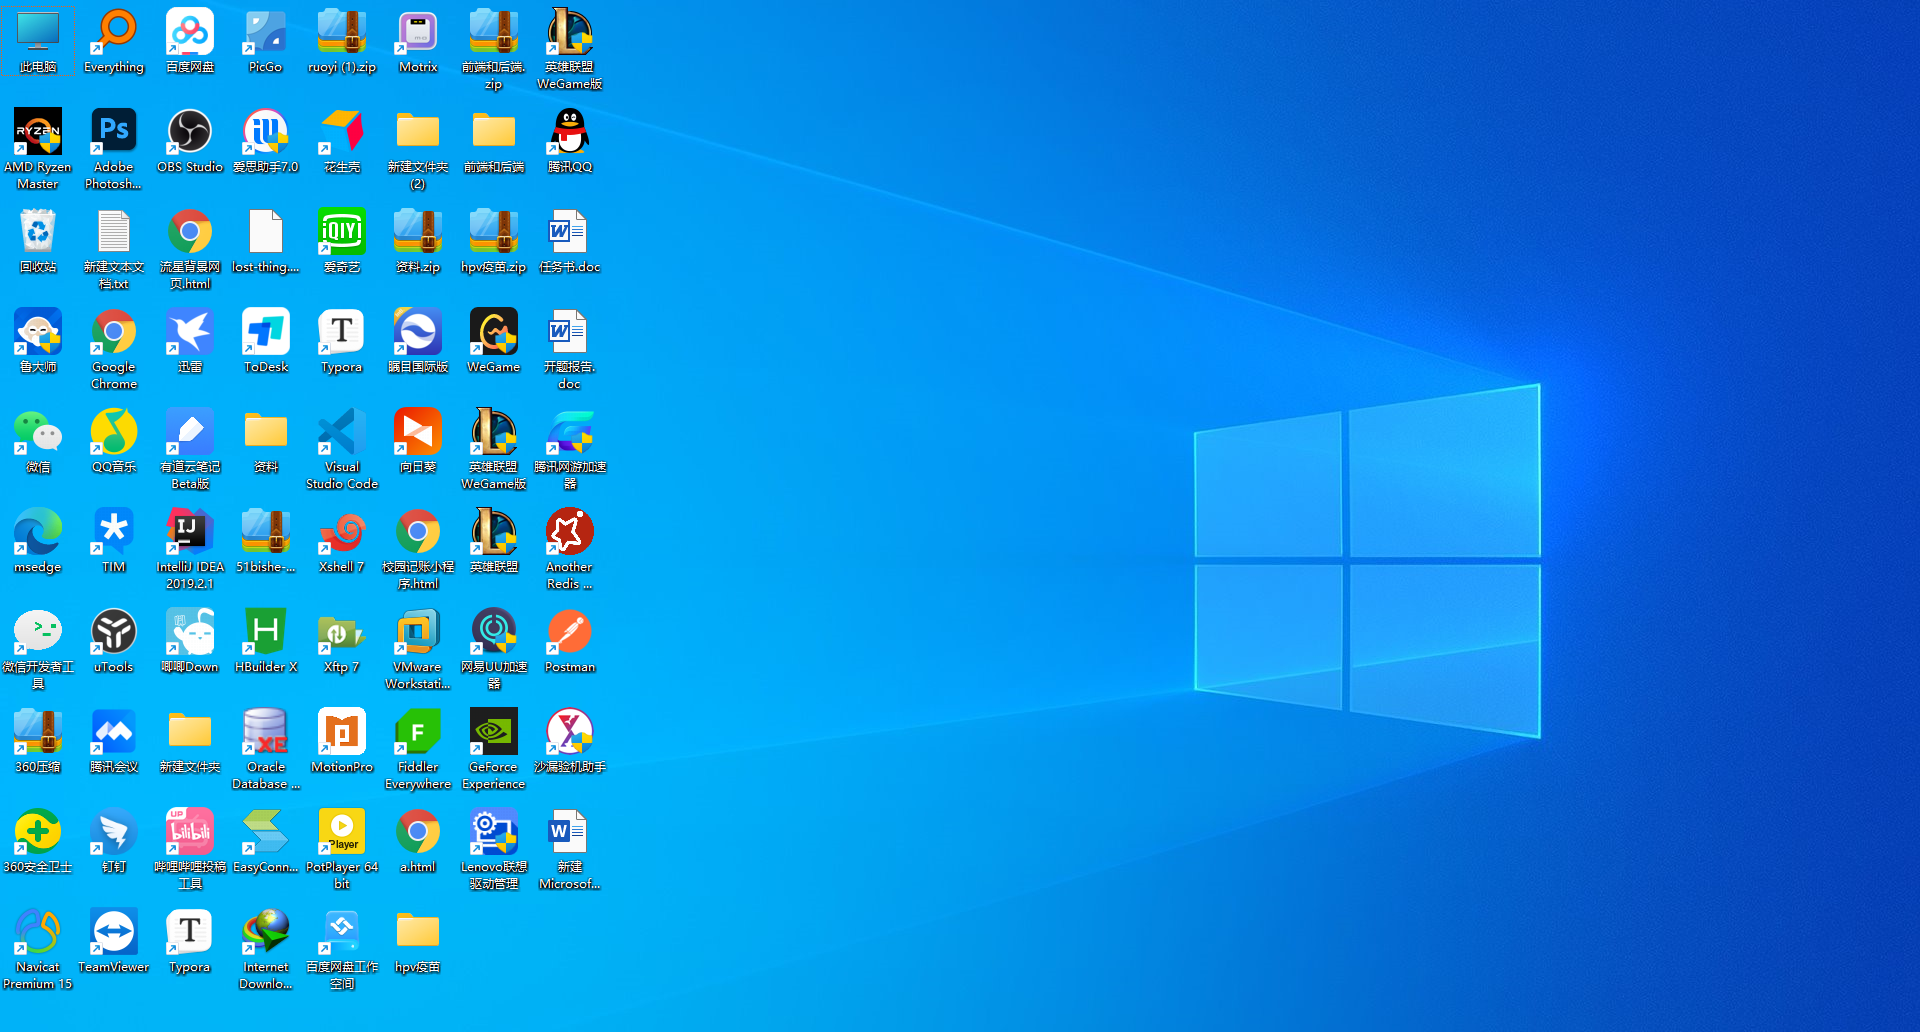 此电脑
Everything
百度网盘
PicGo
ruoyi (1).zip
Motrix
前端和后端.
zip
英雄联盟
WeGame版
RYZEN
AMD Ryzen
Master
Ps
Adobe
Photosh...
OBS Studio
爱思助手7.0
花生壳
新建文件夹
(2)
前端和后端
腾讯QQ
回收站
新建文本文
档.txt
流星背景网
页.html
lost-thing....
iQIYI
爱奇艺
资料.zip
hpv疫苗.zip
W
任务书.doc
鲁大师
Google
Chrome
迅雷
ToDesk
T
Typora
瞩目国际版
WeGame
W
开题报告.
doc
微信
QQ音乐
有道云笔记
Beta版
资料
Visual
Studio Code
向日葵
英雄联盟
WeGame版
腾讯网游加速
器
msedge
TIM
IJ
IntelliJ IDEA
2019.2.1
51bishe-...
Xshell 7
校园记账小程
序.html
英雄联盟
Another
Redis ...
微信开发者工
具
uTools
唧
唧唧Down
H
HBuilder X
Xftp 7
VMware
Workstati...
网易UU加速
器
Postman
360压缩
腾讯会议
新建文件夹
XE
Oracle
Database ...
MotionPro
F
Fiddler
Everywhere
GeForce
Experience
沙漏验机助手
360安全卫士
钉钉
UP
bilibili
哔哩哔哩投稿
工具
EasyConn...
Player
PotPlayer 64
bit
a.html
Lenovo联想
驱动管理
W
新建
Microsof...
Navicat
Premium 15
TeamViewer
T
Typora
Internet
Downlo...
百度网盘工作
空间
hpv疫苗